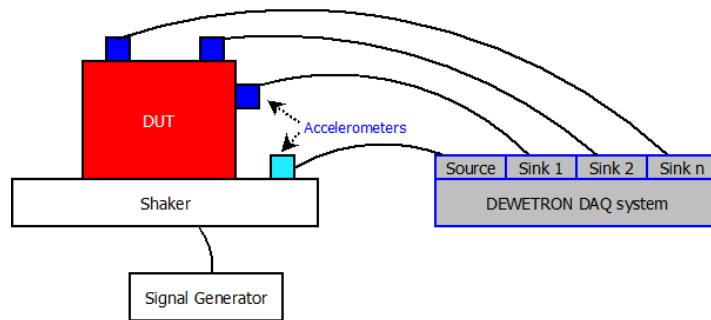 DUT
Accelerometers
Source
Sink 1
Sink 2
Sink n
Shaker
DEWETRON DAQ system
Signal Generator